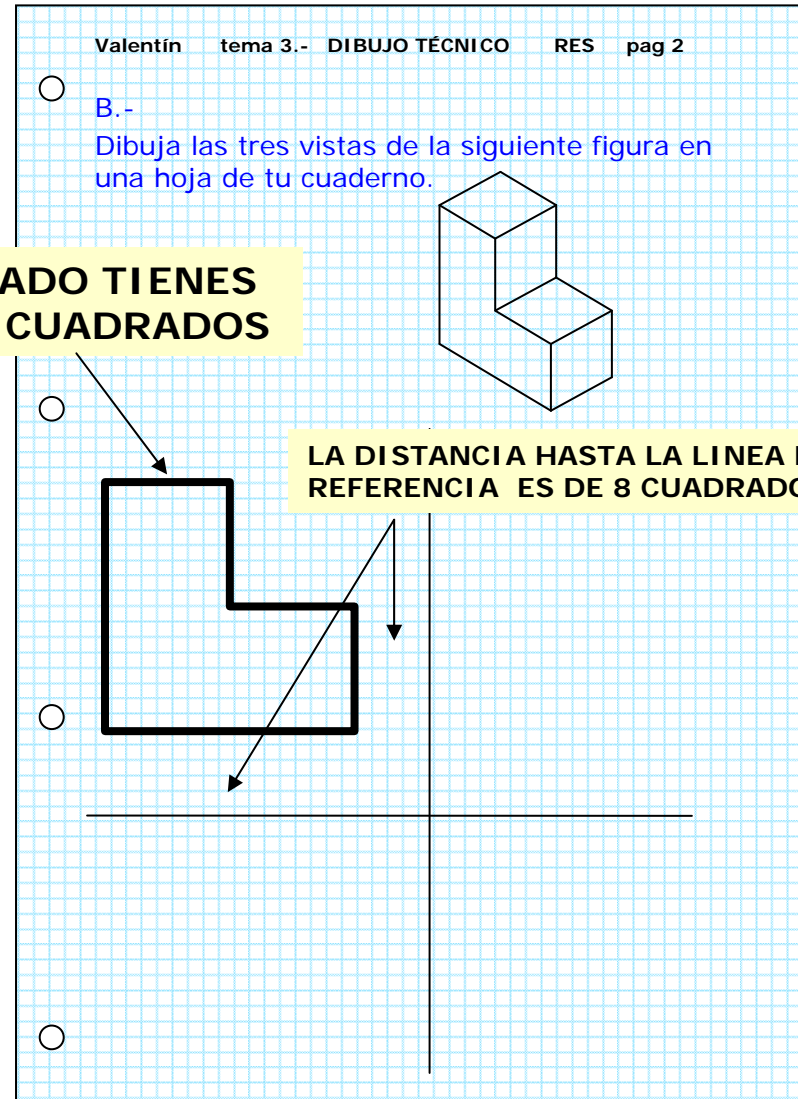 Valentín tema 3.- DIBUJO TÉCNICO RES pag 2
B.-
Dibuja las tres vistas de la siguiente figura en
una hoja de tu cuaderno.
ADO TIENES
CUADRADOS
LA DISTANCIA HASTA LA LINEA
REFERENCIA ES DE 8 CUADRADO